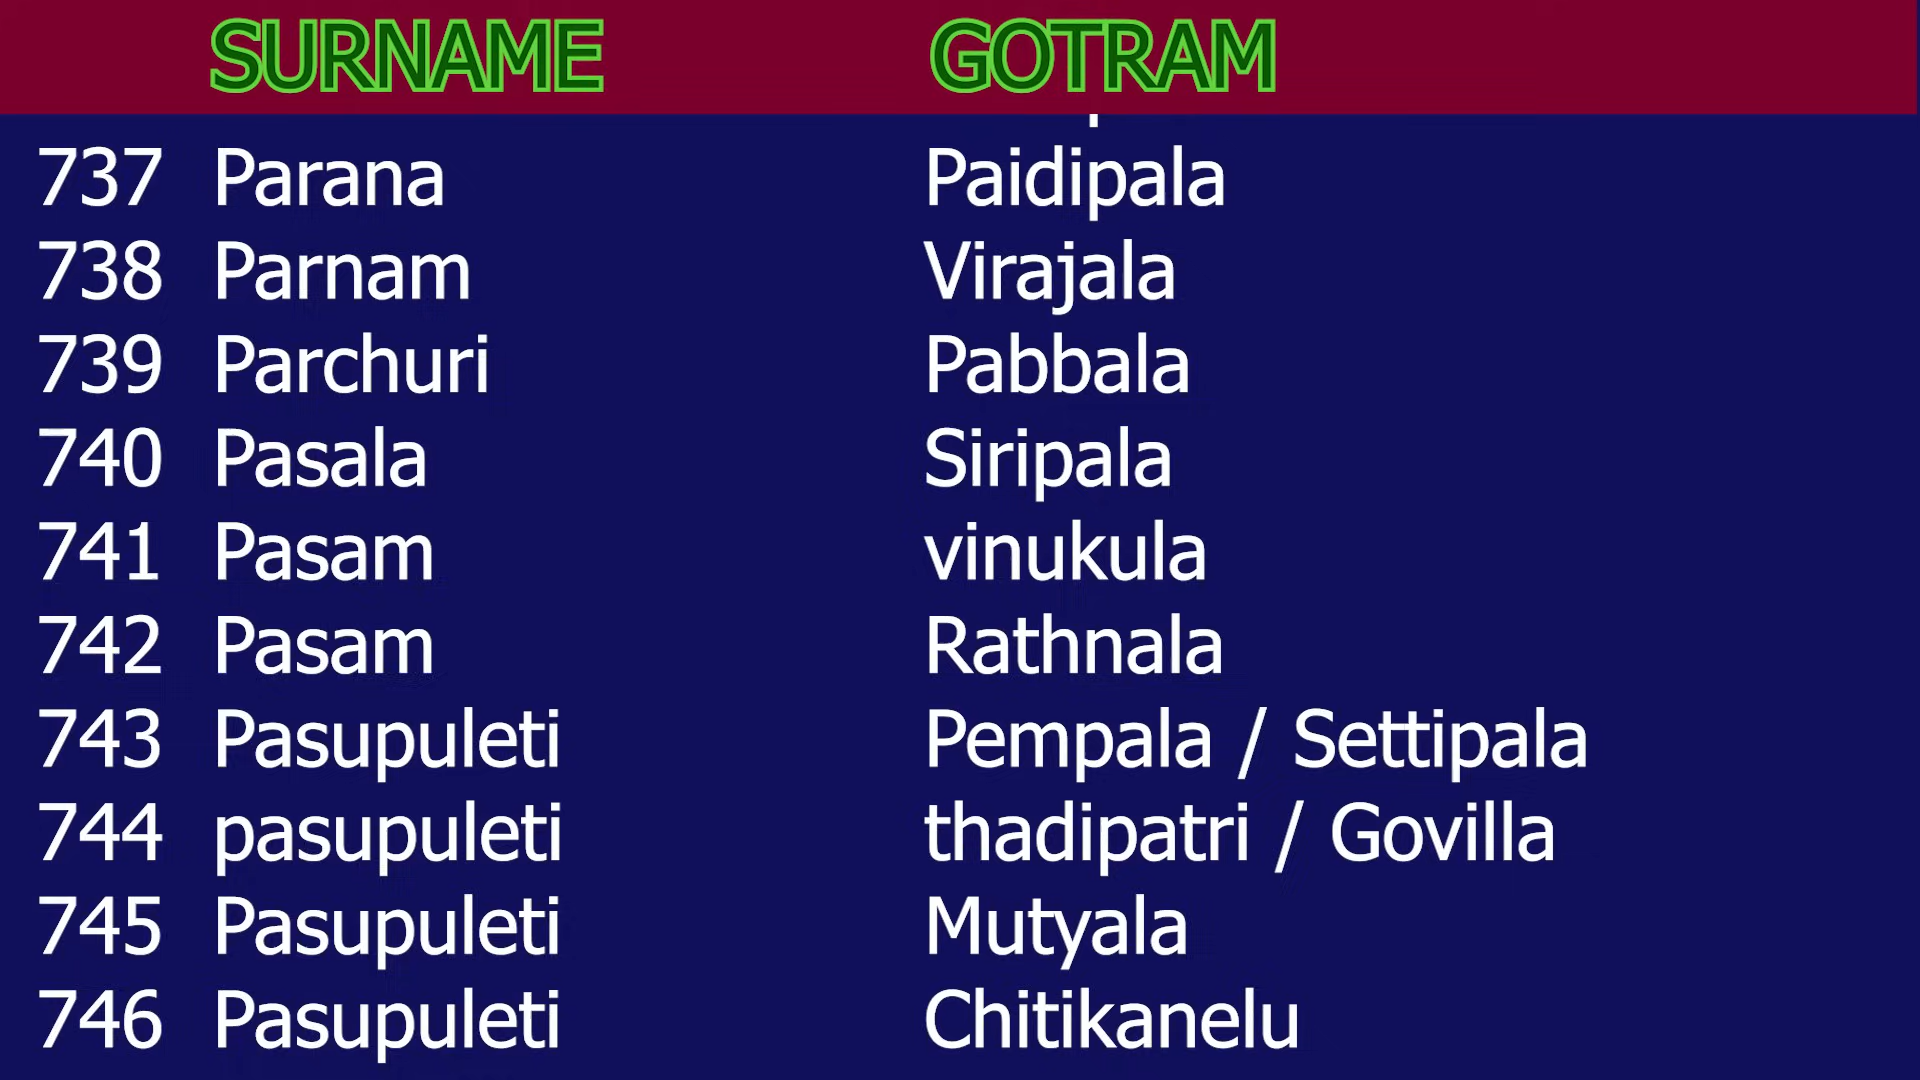 SURNAME GOTRAM
737 Parana Paidipala
738 Parnam Virajala
739 Parchuri Pabbala
740 Pasala Siripala
741 Pasam vinukula
742 Pasam Rathnala
743 Pasupuleti Pempala / Settipala
744 pasupuleti thadipatri / Govilla
745 Pasupuleti Mutyala
746 Pasupuleti Chitikanelu